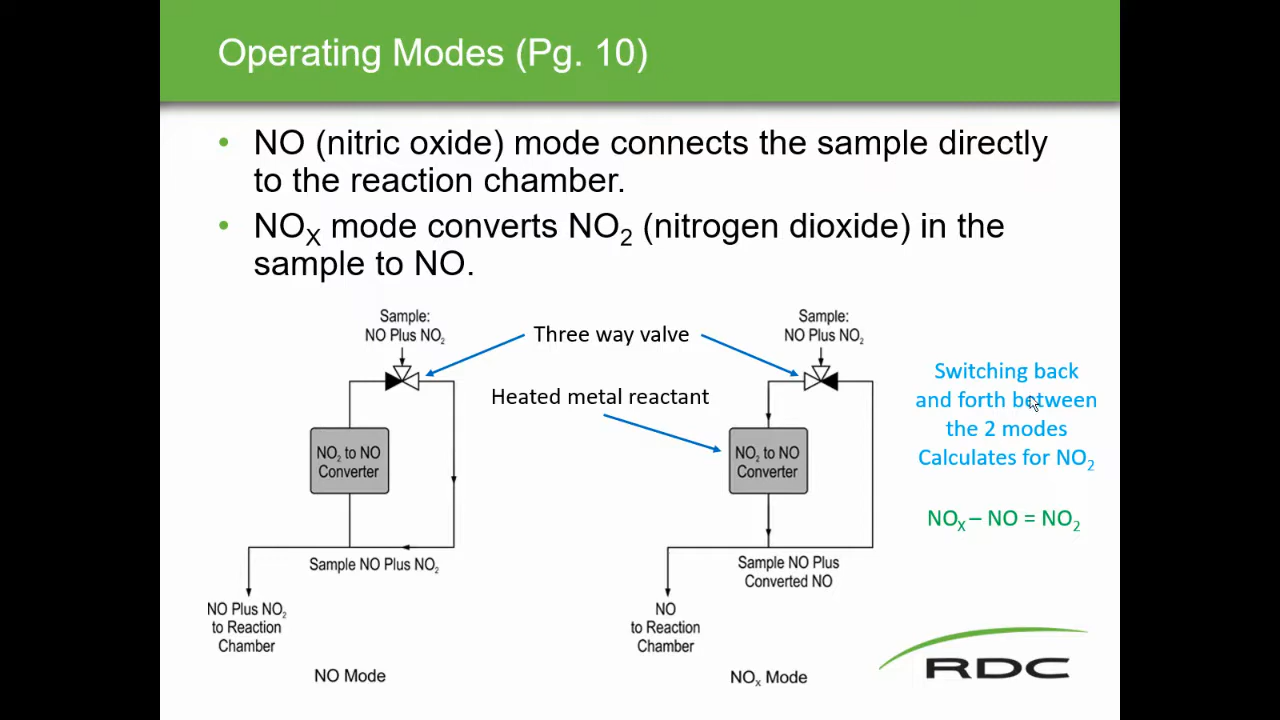 Operating Modes (Pg. 10)
• NO (nitric oxide) mode connects the sample directly
to the reaction chamber.
• NOX mode converts NO2 (nitrogen dioxide) in the
sample to NO.
Sample:
NO Plus NO2
Three way valve
Heated metal reactant
NO2 to NO
Converter
Sample NO Plus NO2
NO Plus NO2
to Reaction
Chamber
NO Mode
Sample:
NO Plus NO2
NO2 to NO
Converter
Sample NO Plus
Converted NO
NO
to Reaction
Chamber
NOx Mode
Switching back
and forth between
the 2 modes
Calculates for NO2
NOX – NO = NO2
RDC